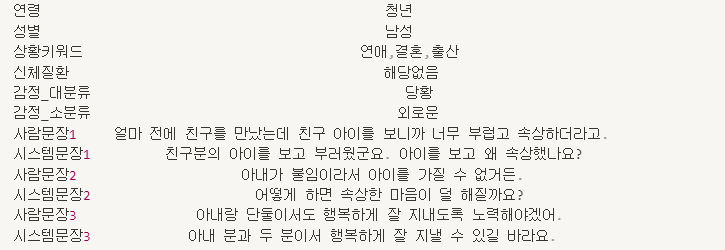 연령 청년
성별 남성
상황키워드 연애,결혼,출산
신체질환 해당없음
감정_대분류 당황
감정_소분류 외로운
사람문장1 얼마 전에 친구를 만났는데 친구 아이를 보니까 너무 부럽고 속상하더라고.
시스템문장1 친구분의 아이를 보고 부러웠군요. 아이를 보고 왜 속상했나요?
사람문장2 아내가 불임이라서 아이를 가질 수 없거든.
시스템문장2 어떻게 하면 속상한 마음이 덜 해질까요?
사람문장3 아내랑 단둘이서도 행복하게 잘 지내도록 노력해야겠어.
시스템문장3 아내 분과 두 분이서 행복하게 잘 지낼 수 있길 바라요.